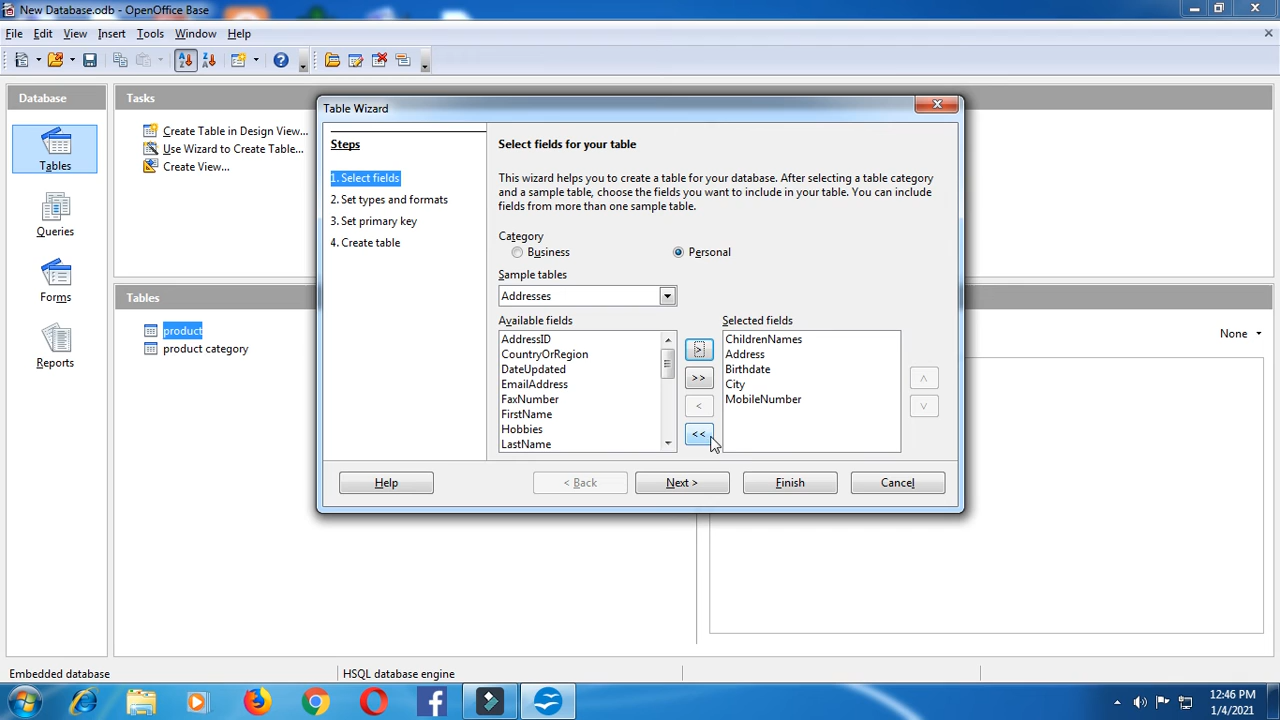 New Database.odb - OpenOffice Base
File Edit View Insert Tools Window Help
Database
Tables
Queries
Forms
Reports
Tasks
Create Table in Design View...
Use Wizard to Create Table...
Create View...
Tables
product
product category
None
Table Wizard
Steps
1. Select fields
2. Set types and formats
3. Set primary key
4. Create table
Select fields for your table
This wizard helps you to create a table for your database. After selecting a table category
and a sample table, choose the fields you want to include in your table. You can include
fields from more than one sample table.
Category
Business Personal
Sample tables
Addresses
Available fields
AddressID
CountryOrRegion
DateUpdated
EmailAddress
FaxNumber
FirstName
Hobbies
LastName
>
>>
<
<<
Selected fields
ChildrenNames
Address
Birthdate
City
MobileNumber
Help < Back Next > Finish Cancel
Embedded database HSQL database engine
12:46 PM
1/4/2021